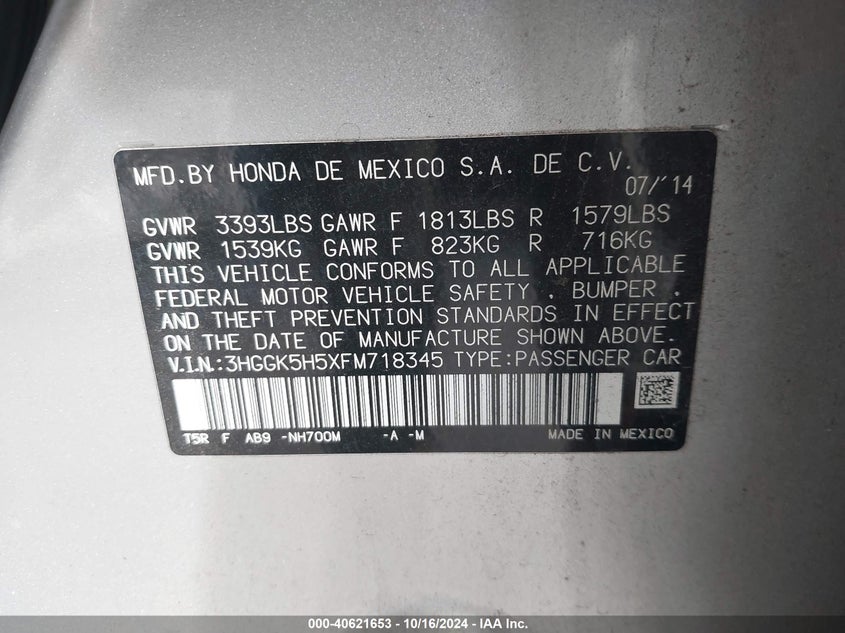 MFD.BY HONDA DE MEXICO S.A. DE C.V.
07/'14
GVWR 3393LBS GAWR F 1813LBS R 1579LBS
GVWR 1539KG GAWR F 823KG R 716KG
THIS VEHICLE CONFORMS TO ALL APPLICABLE
FEDERAL MOTOR VEHICLE SAFETY , BUMPER ,
AND THEFT PREVENTION STANDARDS IN EFFECT
ON THE DATE OF MANUFACTURE SHOWN ABOVE.
V.I.N.:3HGGK5H5XFM718345 TYPE:PASSENGER CAR
T5R F AB9 -NH700M -A -M MADE IN MEXICO
000-40621653 - 10/16/2024 - IAA Inc.